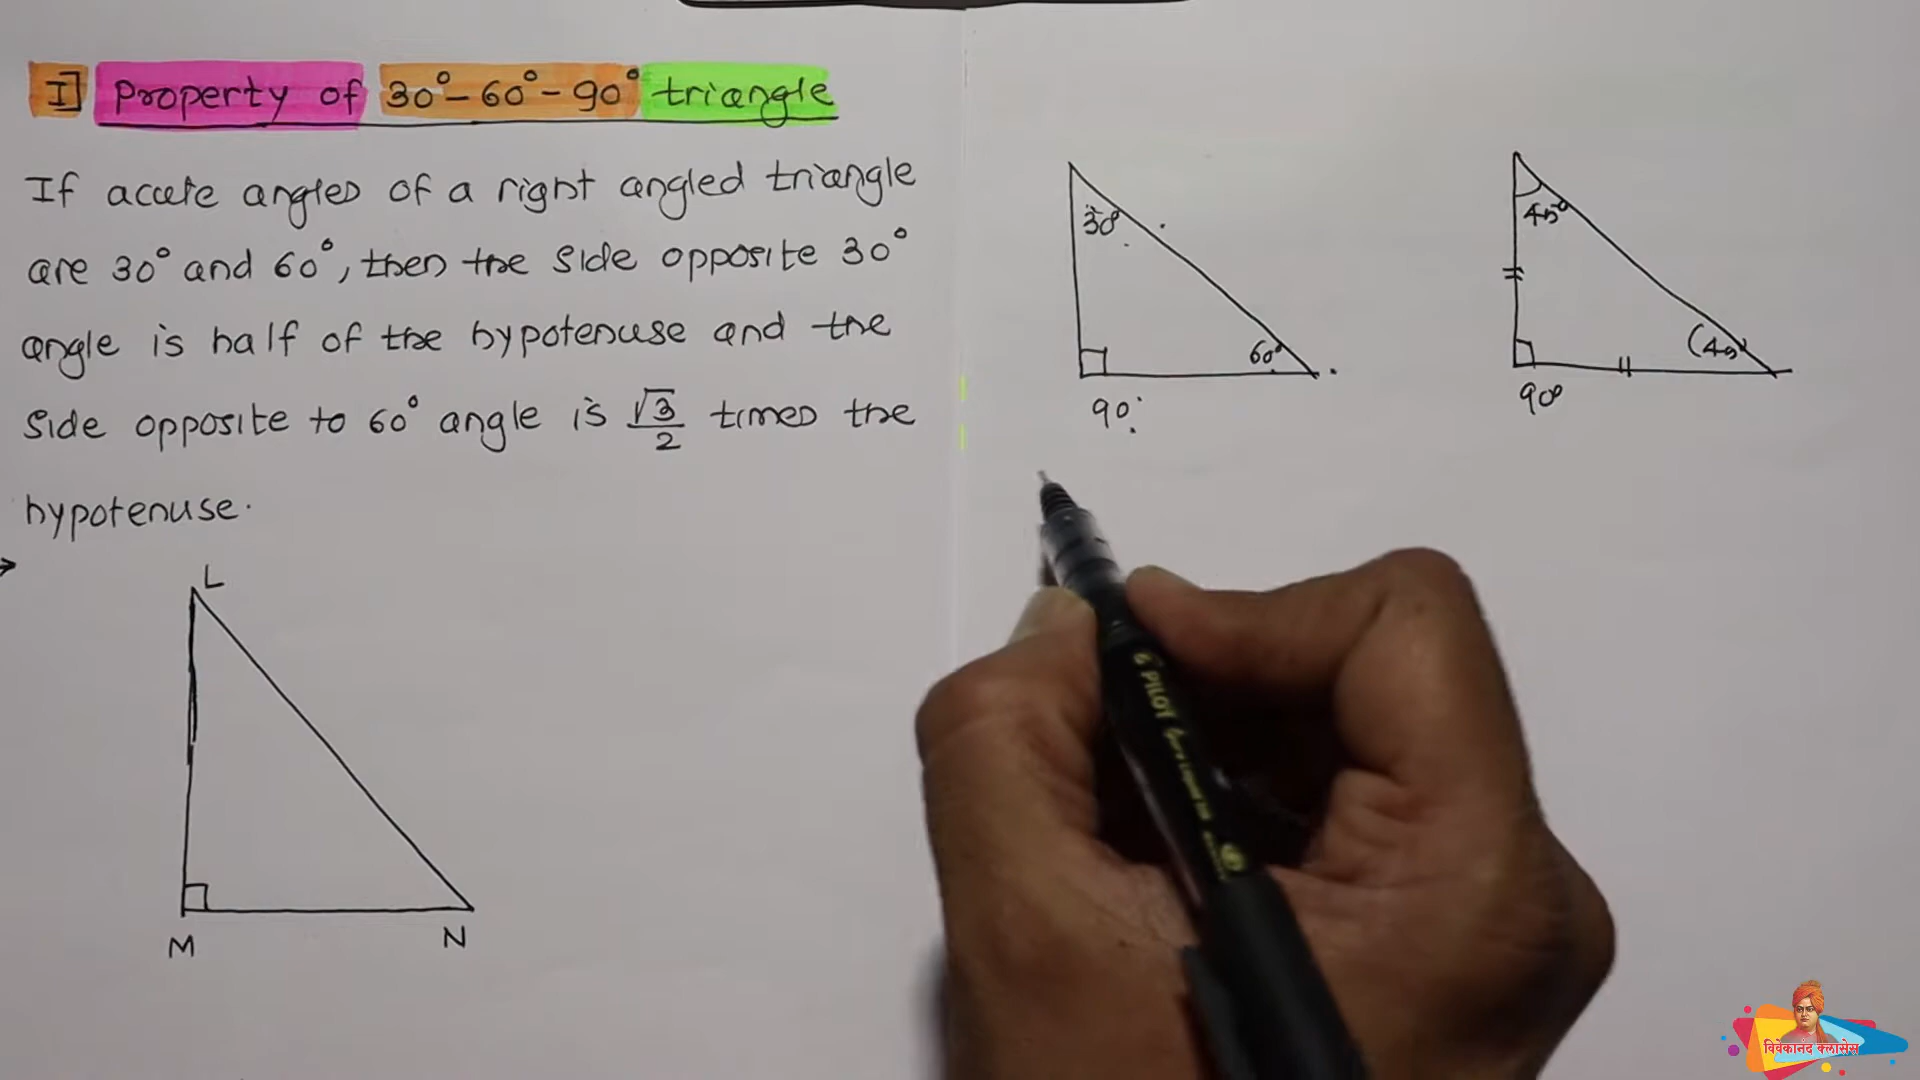 I] Property of 30° - 60° - 90° triangle
If acute angles of a right angled triangle
are 30° and 60°, then the side opposite 30°
angle is half of the hypotenuse and the
side opposite to 60° angle is √3/2 times the
hypotenuse.
L
M
N
30°
60°
90°
45°
45°
90°
PILOT
विवेकानंद क्लासेस